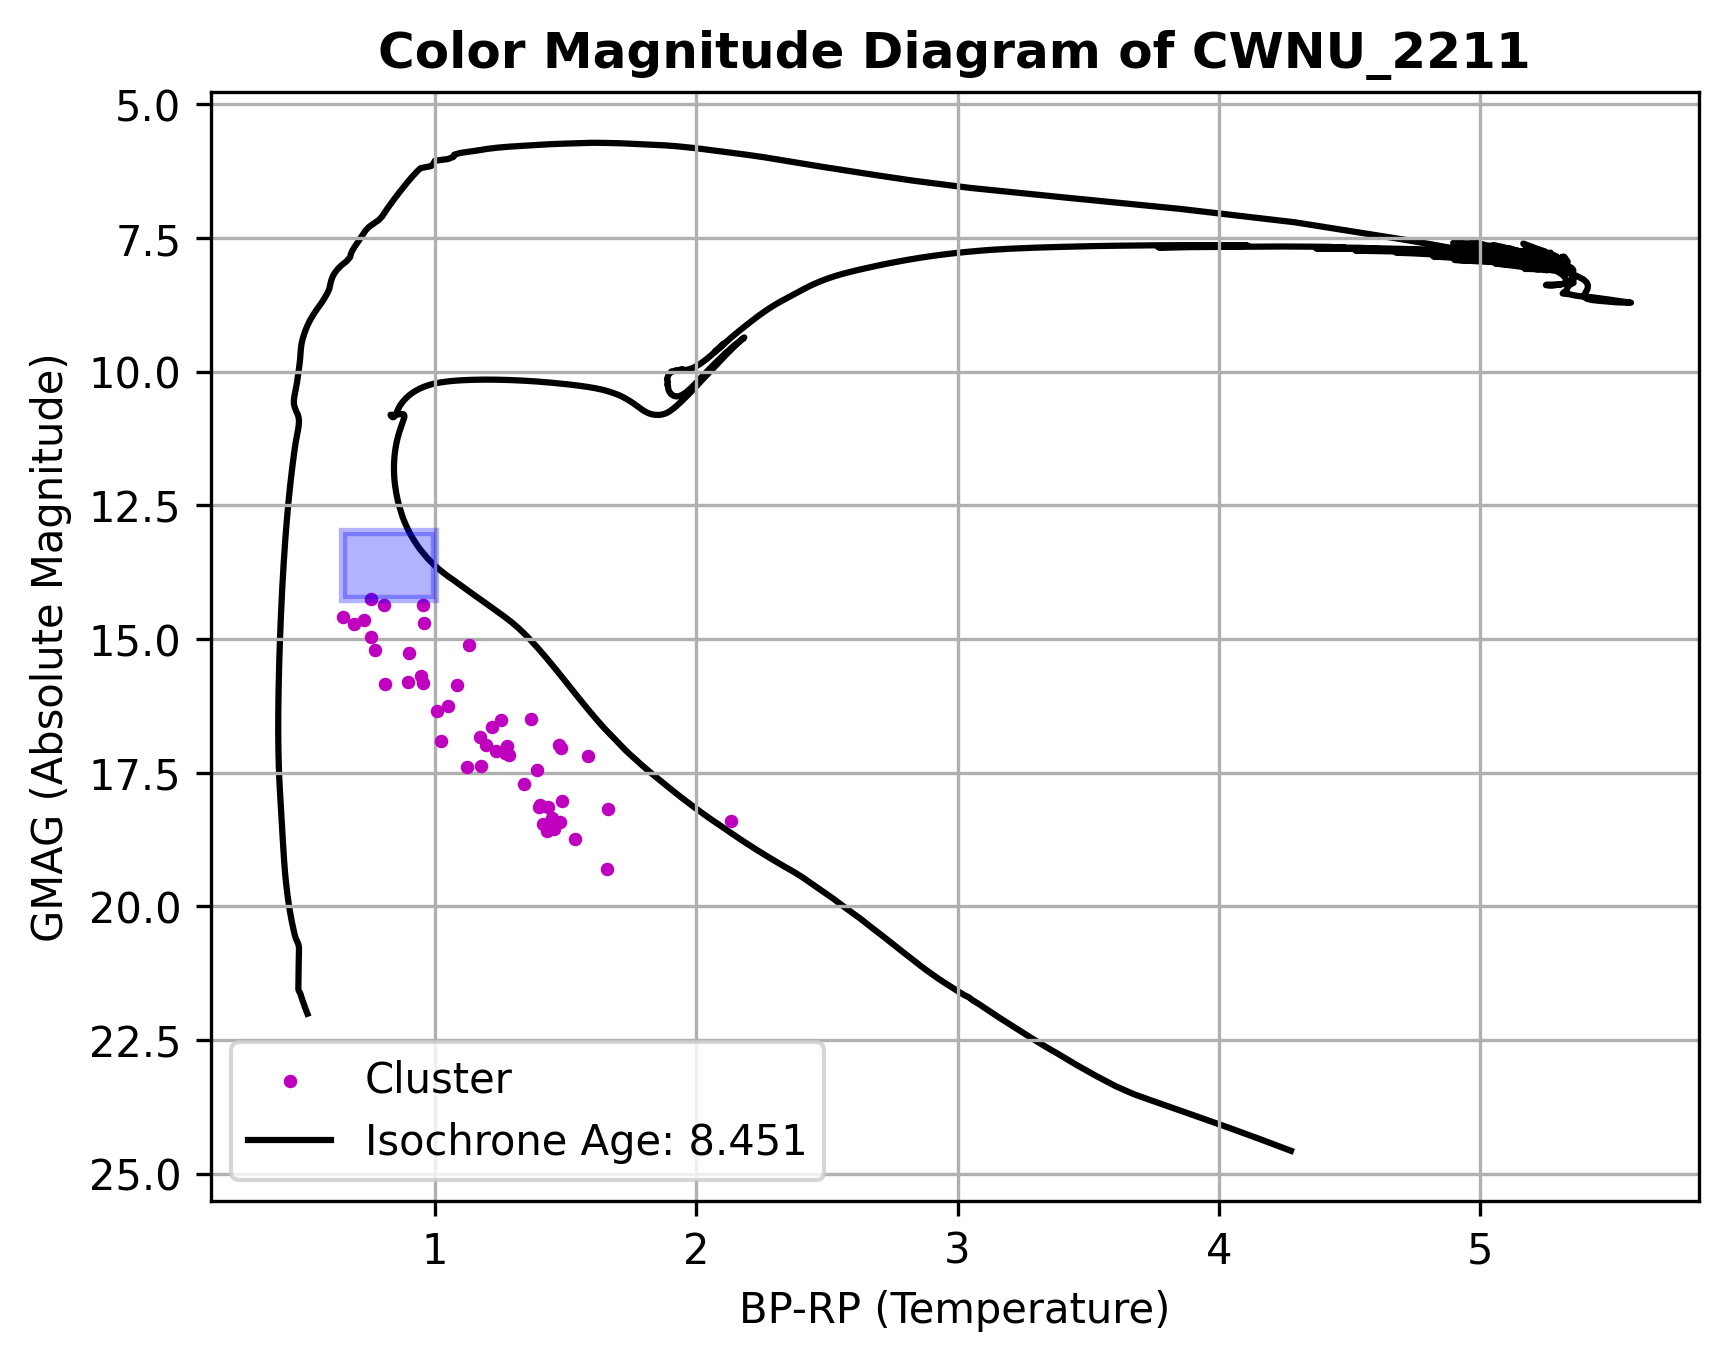 Color Magnitude Diagram of CWNU_2211
GMAG (Absolute Magnitude)
5.0
7.5
10.0
12.5
15.0
17.5
20.0
22.5
25.0
Cluster
Isochrone Age: 8.451
1 2 3 4 5
BP-RP (Temperature)